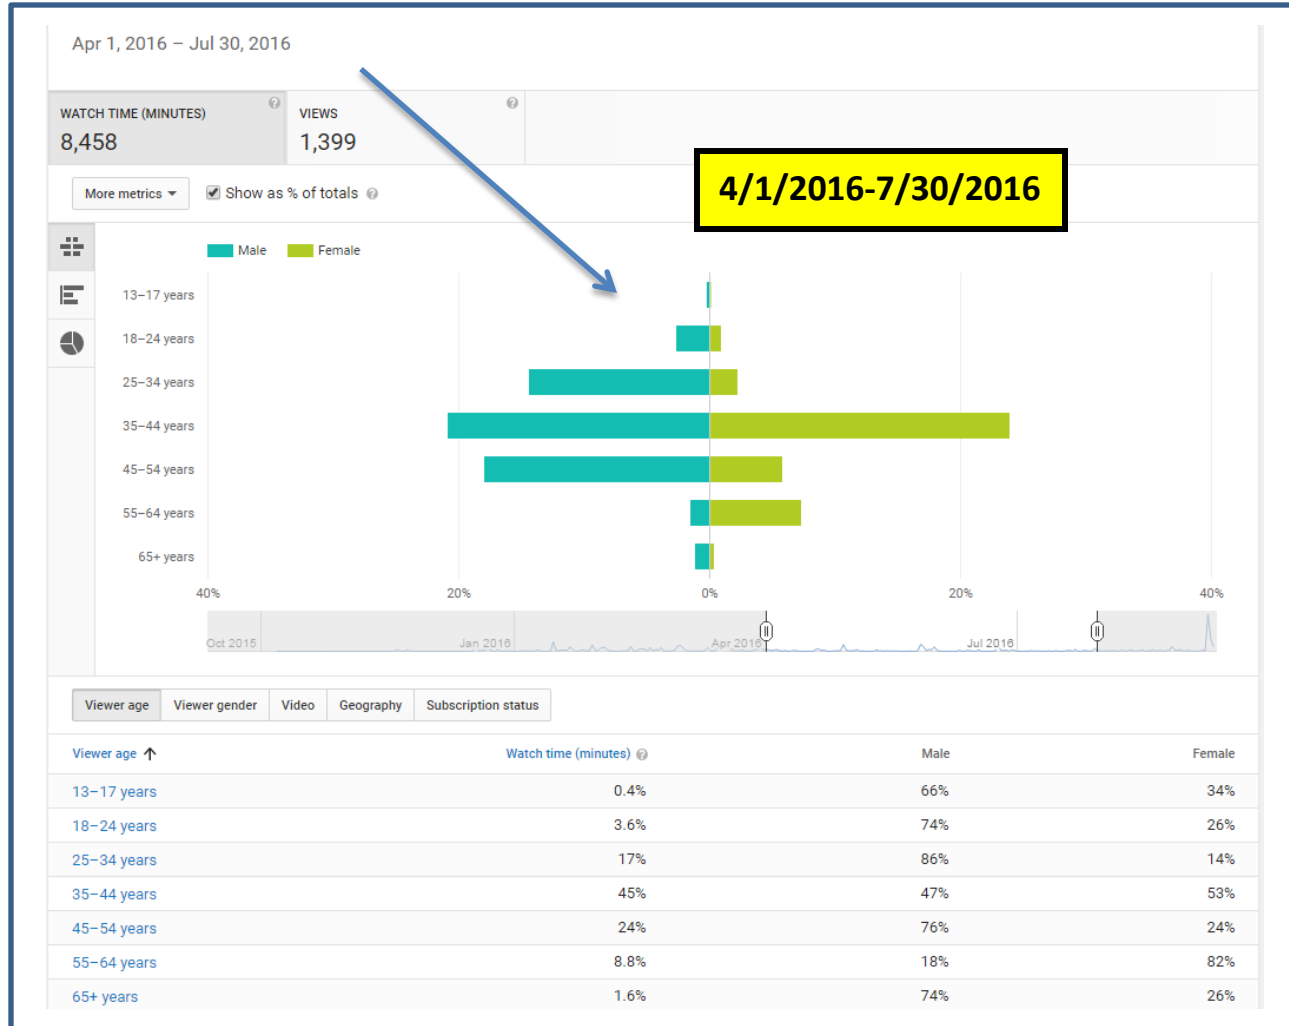 Apr 1, 2016 – Jul 30, 2016
WATCH TIME (MINUTES) ?
8,458
VIEWS ?
1,399
4/1/2016-7/30/2016
More metrics
Show as % of totals ?
Male Female
13–17 years
18–24 years
25–34 years
35–44 years
45–54 years
55–64 years
65+ years
40% 20% 0% 20% 40%
Oct 2015 Jan 2016 Apr 2016 Jul 2016
Viewer age Viewer gender Video Geography Subscription status
Viewer age Watch time (minutes) ? Male Female
13–17 years 0.4% 66% 34%
18–24 years 3.6% 74% 26%
25–34 years 17% 86% 14%
35–44 years 45% 47% 53%
45–54 years 24% 76% 24%
55–64 years 8.8% 18% 82%
65+ years 1.6% 74% 26%